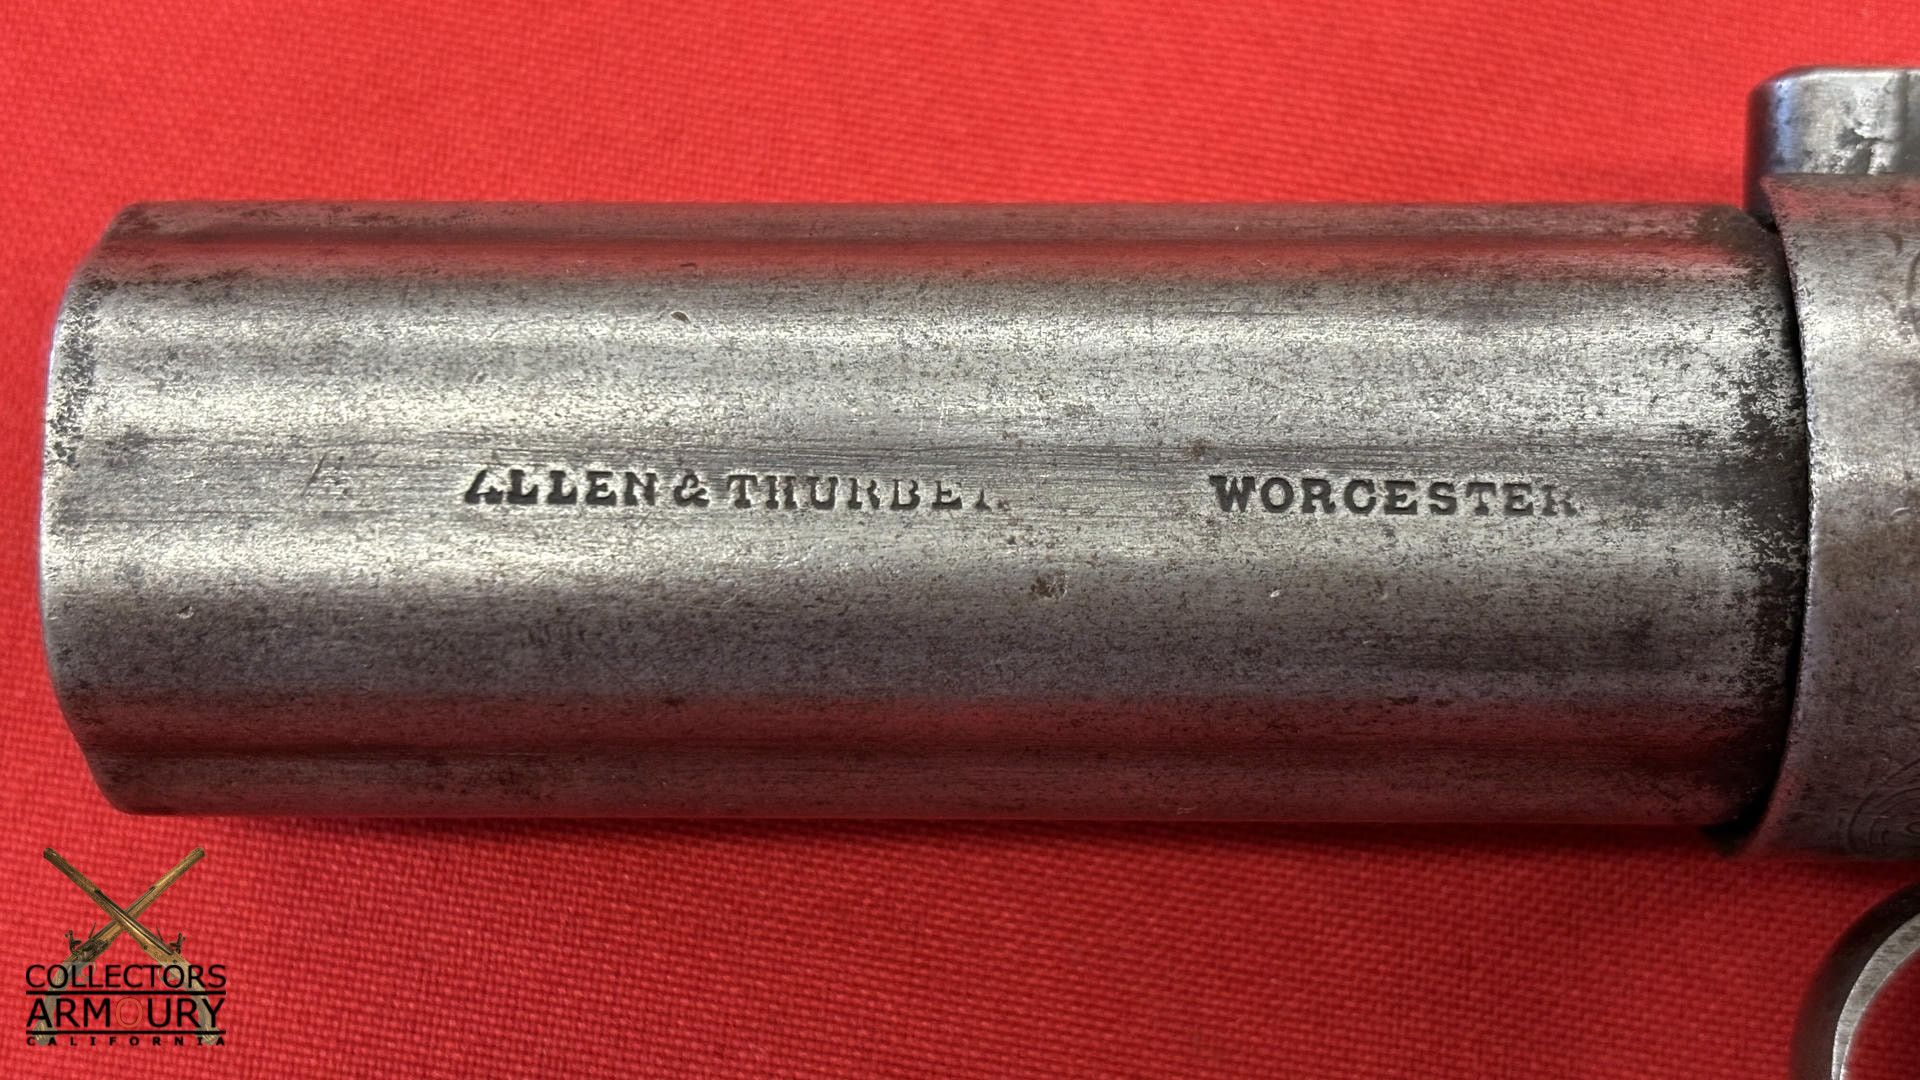 ALLEN & THURBER WORCESTER
COLLECTORS
ARMOURY
CALIFORNIA